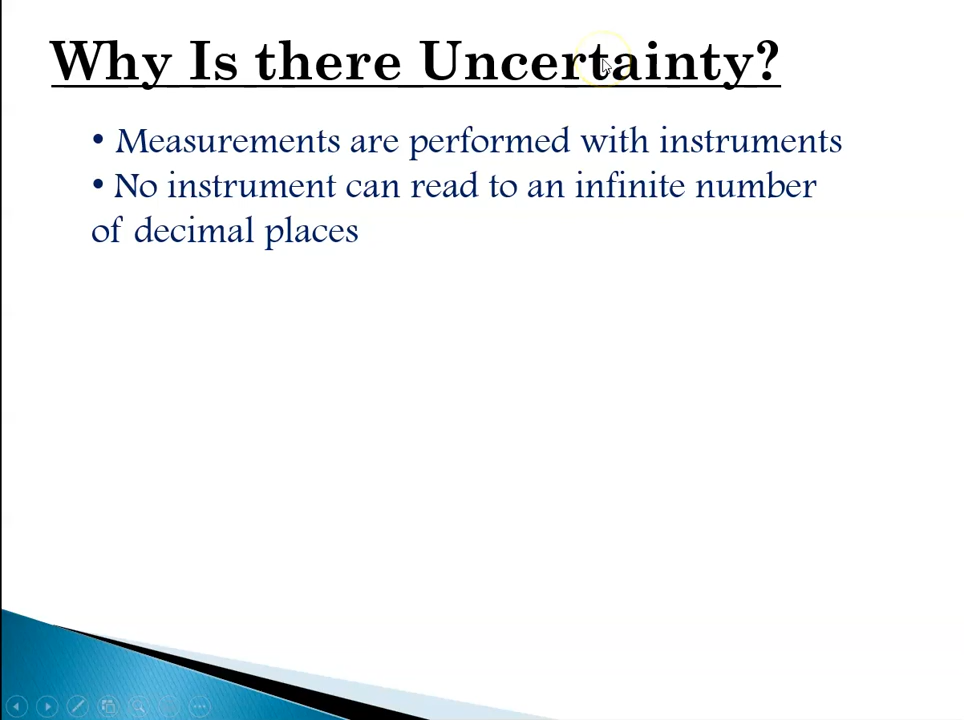 Why Is there Uncertainty?
• Measurements are performed with instruments
• No instrument can read to an infinite number
of decimal places